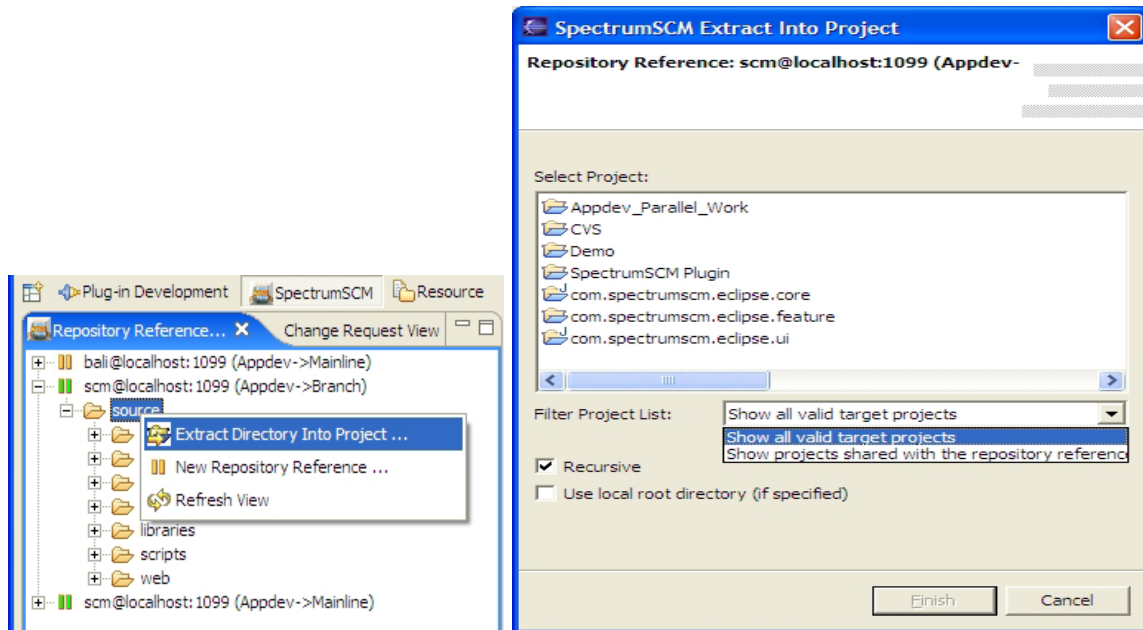 Plug-in Development SpectrumSCM Resource
Repository Reference... Change Request View
bali@localhost:1099 (Appdev->Mainline)
scm@localhost:1099 (Appdev->Branch)
source
Extract Directory Into Project ...
New Repository Reference ...
Refresh View
libraries
scripts
web
scm@localhost:1099 (Appdev->Mainline)
SpectrumSCM Extract Into Project
Repository Reference: scm@localhost:1099 (Appdev-
Select Project:
Appdev_Parallel_Work
CVS
Demo
SpectrumSCM Plugin
com.spectrumscm.eclipse.core
com.spectrumscm.eclipse.feature
com.spectrumscm.eclipse.ui
Filter Project List: Show all valid target projects
Show all valid target projects
Show projects shared with the repository reference
Recursive
Use local root directory (if specified)
Finish Cancel